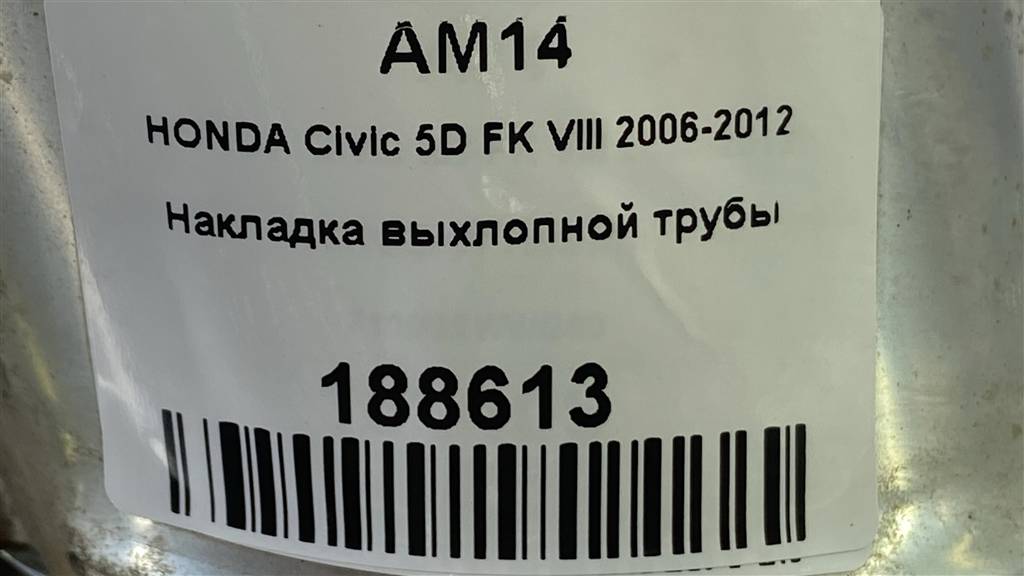 AM14
HONDA Civic 5D FK VIII 2006-2012
Накладка выхлопной трубы
188613